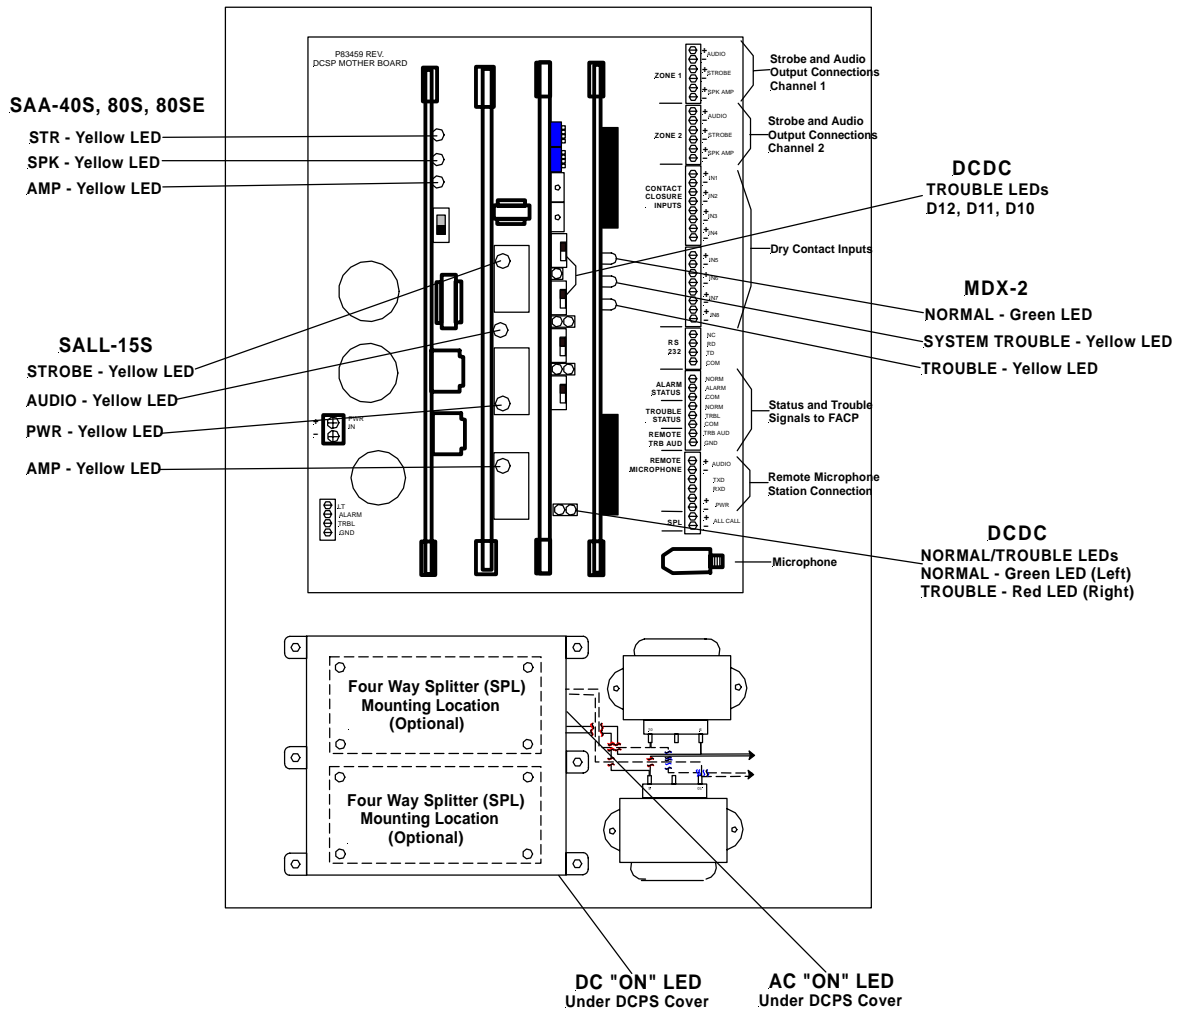 P83459 REV.
DCSP MOTHER BOARD
SAA-40S, 80S, 80SE
STR - Yellow LED
SPK - Yellow LED
AMP - Yellow LED
SALL-15S
STROBE - Yellow LED
AUDIO - Yellow LED
PWR - Yellow LED
AMP - Yellow LED
+
-
PWR
IN
LT
ALARM
TRBL
GND
ZONE 1
+ AUDIO
-
+ STROBE
-
+ SPK AMP
-
Strobe and Audio
Output Connections
Channel 1
ZONE 2
+ AUDIO
-
+ STROBE
-
+ SPK AMP
-
Strobe and Audio
Output Connections
Channel 2
CONTACT
CLOSURE
INPUTS
+ IN1
-
+ IN2
-
+ IN3
-
+ IN4
-
+ IN5
-
+ IN6
-
+ IN7
-
+ IN8
-
Dry Contact Inputs
RS
232
NC
RD
TD
COM
ALARM
STATUS
NORM
ALARM
COM
TROUBLE
STATUS
NORM
TRBL
COM
REMOTE
TRB AUD
TRB AUD
GND
Status and Trouble
Signals to FACP
REMOTE
MICROPHONE
+ AUDIO
-
TXD
RXD
+ PWR
-
Remote Microphone
Station Connection
SPL
+ ALL CALL
-
Microphone
DCDC
TROUBLE LEDs
D12, D11, D10
MDX-2
NORMAL - Green LED
SYSTEM TROUBLE - Yellow LED
TROUBLE - Yellow LED
DCDC
NORMAL/TROUBLE LEDs
NORMAL - Green LED (Left)
TROUBLE - Red LED (Right)
Four Way Splitter (SPL)
Mounting Location
(Optional)
Four Way Splitter (SPL)
Mounting Location
(Optional)
DC "ON" LED
Under DCPS Cover
AC "ON" LED
Under DCPS Cover